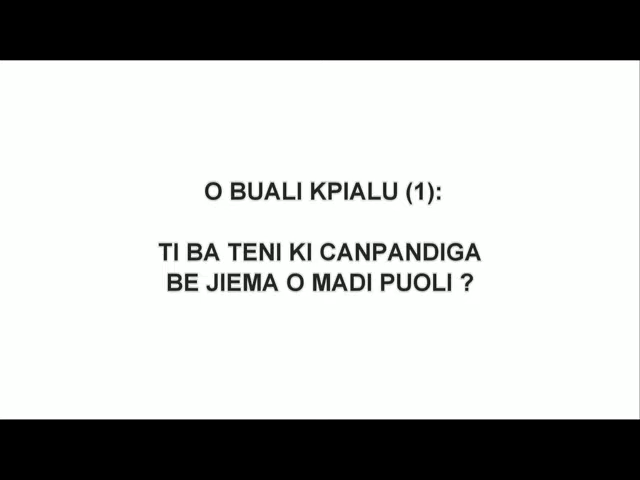 O BUALI KPIALU (1):
TI BA TENI KI CANPANDIGA
BE JIEMA O MADI PUOLI ?